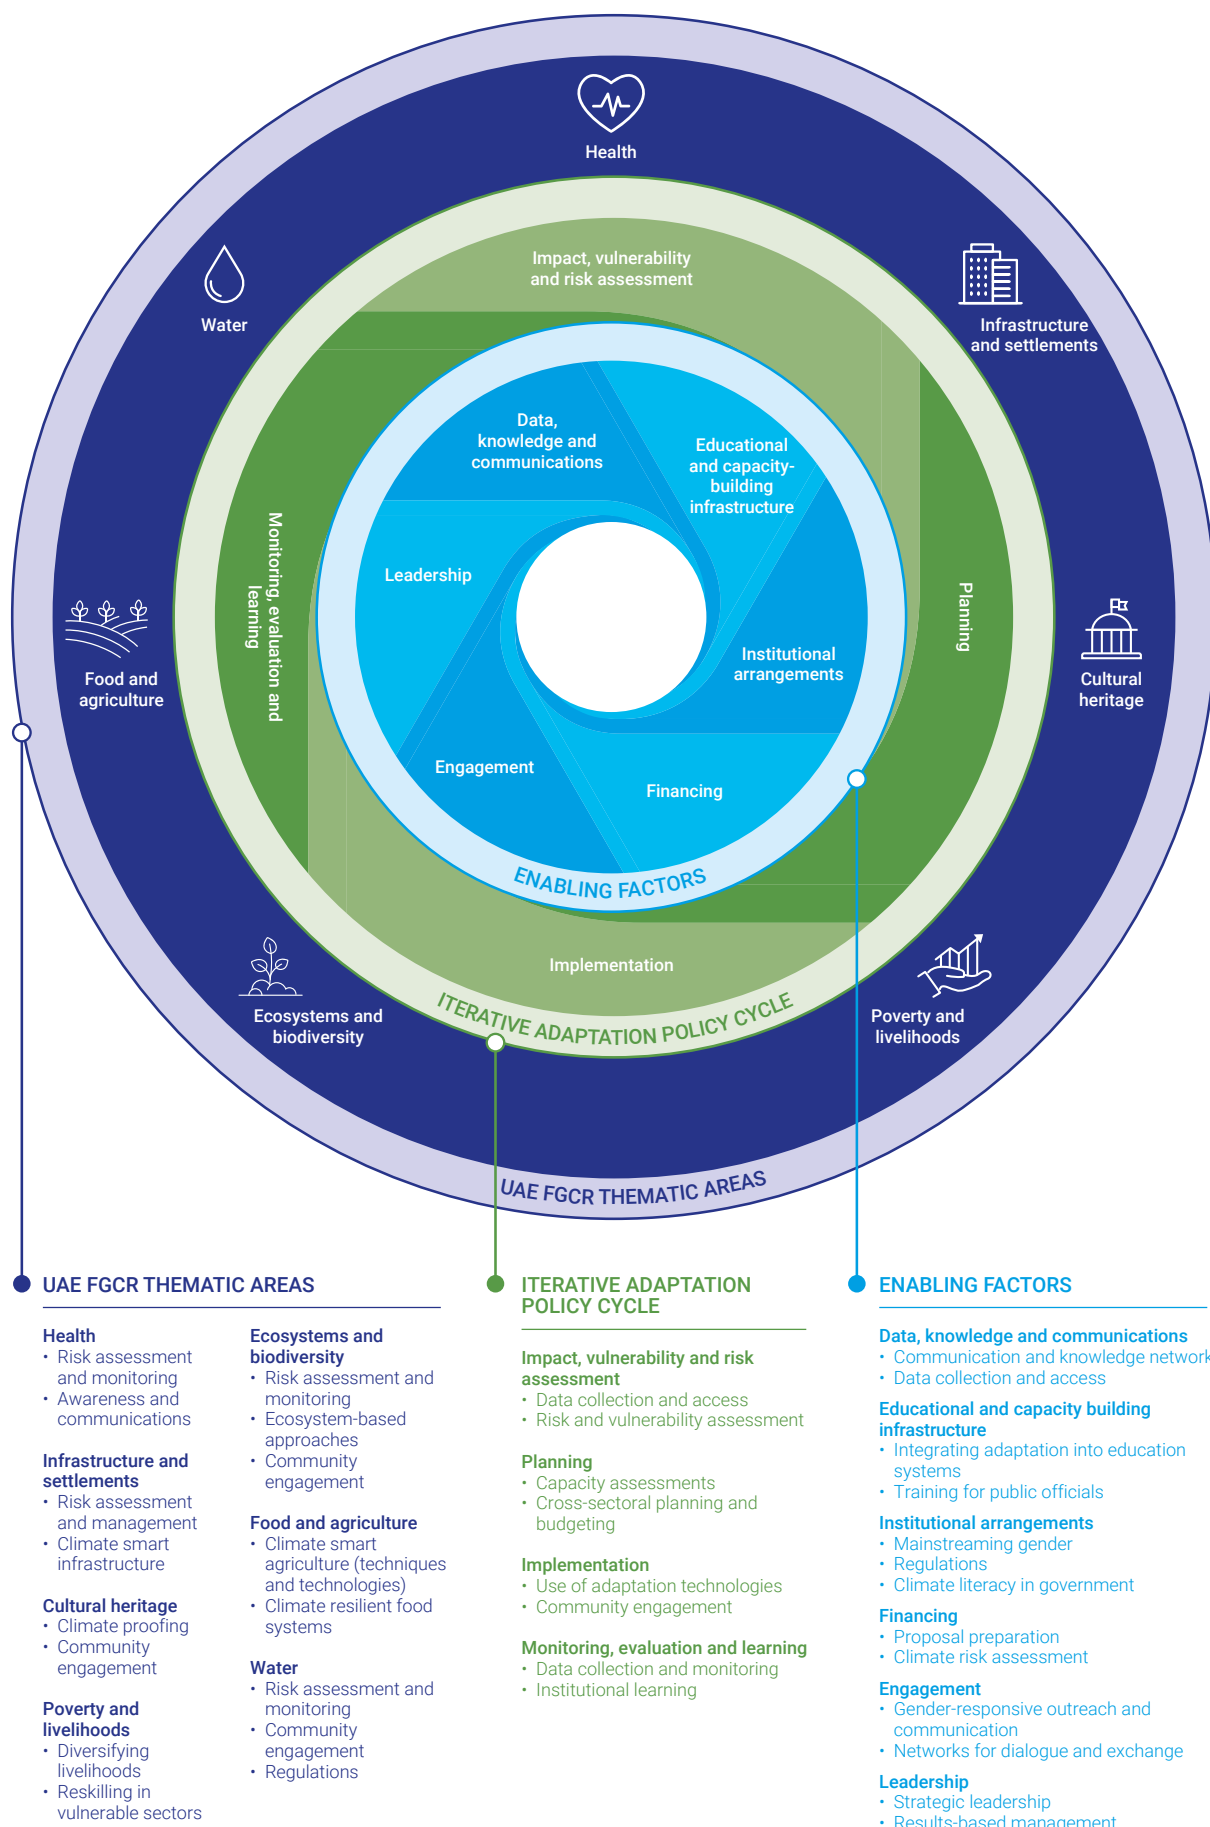 Health
Water
Infrastructure
and settlements
Impact, vulnerability
and risk assessment
Data,
knowledge and
communications
Educational
and capacity-
building
infrastructure
Monitoring, evaluation and
learning
Leadership
Planning
Institutional
arrangements
Food and
agriculture
Cultural
heritage
Engagement
Financing
ENABLING FACTORS
Implementation
ITERATIVE ADAPTATION POLICY CYCLE
Ecosystems and
biodiversity
Poverty and
livelihoods
UAE FGCR THEMATIC AREAS
UAE FGCR THEMATIC AREAS
Health
• Risk assessment
and monitoring
• Awareness and
communications
Infrastructure and
settlements
• Risk assessment
and management
• Climate smart
infrastructure
Cultural heritage
• Climate proofing
• Community
engagement
Poverty and
livelihoods
• Diversifying
livelihoods
• Reskilling in
vulnerable sectors
Ecosystems and
biodiversity
• Risk assessment and
monitoring
• Ecosystem-based
approaches
• Community
engagement
Food and agriculture
• Climate smart
agriculture (techniques
and technologies)
• Climate resilient food
systems
Water
• Risk assessment and
monitoring
• Community
engagement
• Regulations
ITERATIVE ADAPTATION
POLICY CYCLE
Impact, vulnerability and risk
assessment
• Data collection and access
• Risk and vulnerability assessment
Planning
• Capacity assessments
• Cross-sectoral planning and
budgeting
Implementation
• Use of adaptation technologies
• Community engagement
Monitoring, evaluation and learning
• Data collection and monitoring
• Institutional learning
ENABLING FACTORS
Data, knowledge and communications
• Communication and knowledge network
• Data collection and access
Educational and capacity building
infrastructure
• Integrating adaptation into education
systems
• Training for public officials
Institutional arrangements
• Mainstreaming gender
• Regulations
• Climate literacy in government
Financing
• Proposal preparation
• Climate risk assessment
Engagement
• Gender-responsive outreach and
communication
• Networks for dialogue and exchange
Leadership
• Strategic leadership
• Results-based management